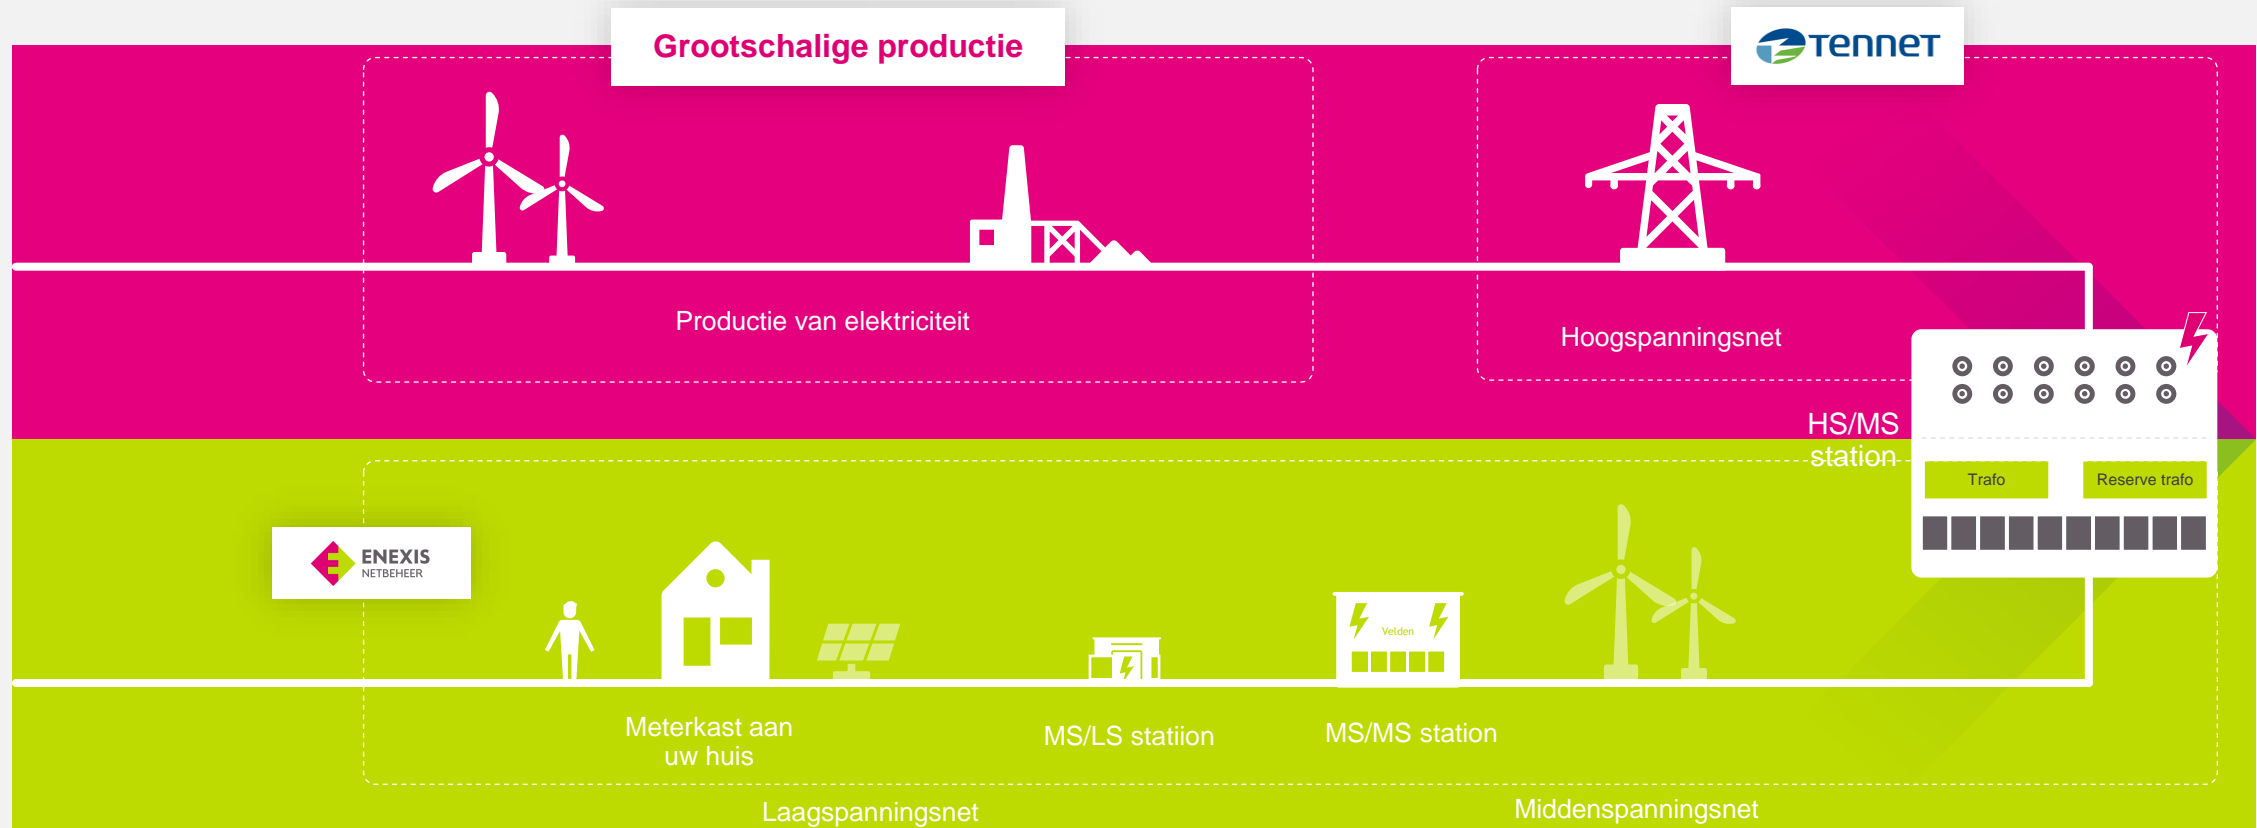 Grootschalige productie
TenneT
Productie van elektriciteit
Hoogspanningsnet
HS/MS
station
Trafo
Reserve trafo
ENEXIS
NETBEHEER
Velden
Meterkast aan
uw huis
MS/LS statiion
MS/MS station
Laagspanningsnet
Middenspanningsnet